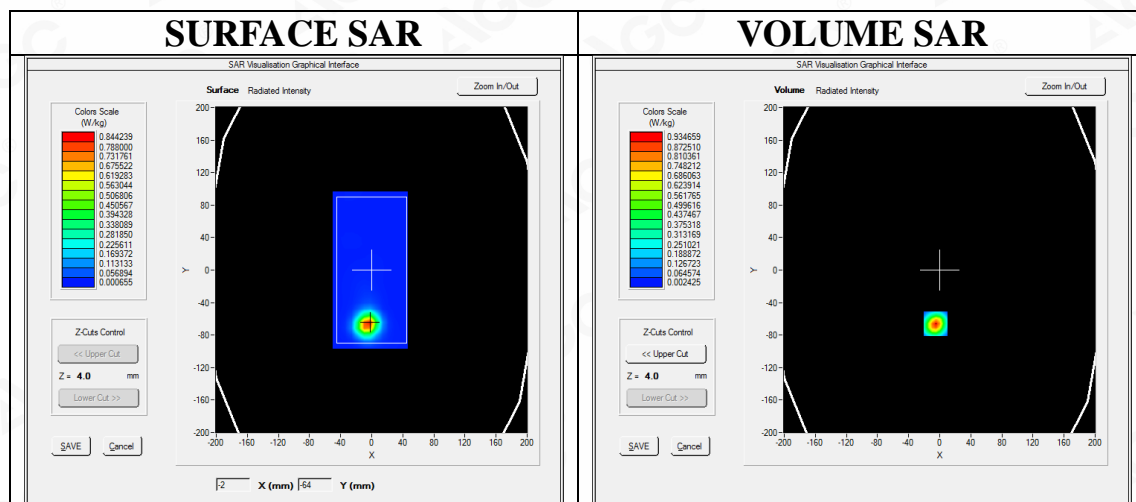 SURFACE SAR
SAR Visualisation Graphical Interface
Surface Radiated Intensity
Zoom In/Out
Colors Scale
(W/kg)
0.844239
0.788000
0.731761
0.675522
0.619283
0.563044
0.506806
0.450567
0.394328
0.338089
0.281850
0.225611
0.169372
0.113133
0.056894
0.000655
Z-Cuts Control
<< Upper Cut
Z = 4.0 mm
Lower Cut >>
SAVE Cancel
200
160
120
80
40
Y 0
-40
-80
-120
-160
-200
-200 -160 -120 -80 -40 0 40 80 120 160 200
X
-2 X (mm) -64 Y (mm)
VOLUME SAR
SAR Visualisation Graphical Interface
Volume Radiated Intensity
Zoom In/Out
Colors Scale
(W/kg)
0.934659
0.872510
0.810361
0.748212
0.686063
0.623914
0.561765
0.499616
0.437467
0.375318
0.313169
0.251021
0.188872
0.126723
0.064574
0.002425
Z-Cuts Control
<< Upper Cut
Z = 4.0 mm
Lower Cut >>
SAVE Cancel
200
160
120
80
40
Y 0
-40
-80
-120
-160
-200
-200 -160 -120 -80 -40 0 40 80 120 160 200
X